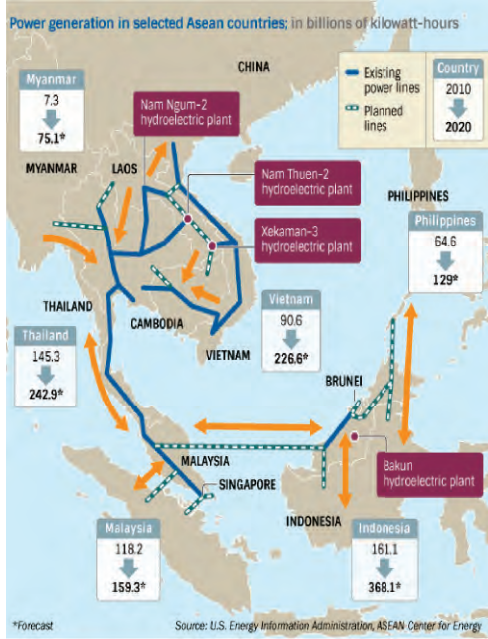 Power generation in selected Asean countries; in billions of kilowatt-hours
CHINA
Existing
power lines
Planned
lines
Country
2010
2020
Myanmar
7.3
75.1*
Nam Ngum-2
hydroelectric plant
MYANMAR
LAOS
Nam Thuen-2
hydroelectric plant
PHILIPPINES
Xekaman-3
hydroelectric plant
Philippines
64.6
129*
THAILAND
CAMBODIA
Vietnam
90.6
226.6*
VIETNAM
Thailand
145.3
242.9*
BRUNEI
MALAYSIA
SINGAPORE
Bakun
hydroelectric plant
INDONESIA
Malaysia
118.2
159.3*
Indonesia
161.1
368.1*
*Forecast
Source: U.S. Energy Information Administration, ASEAN Center for Energy